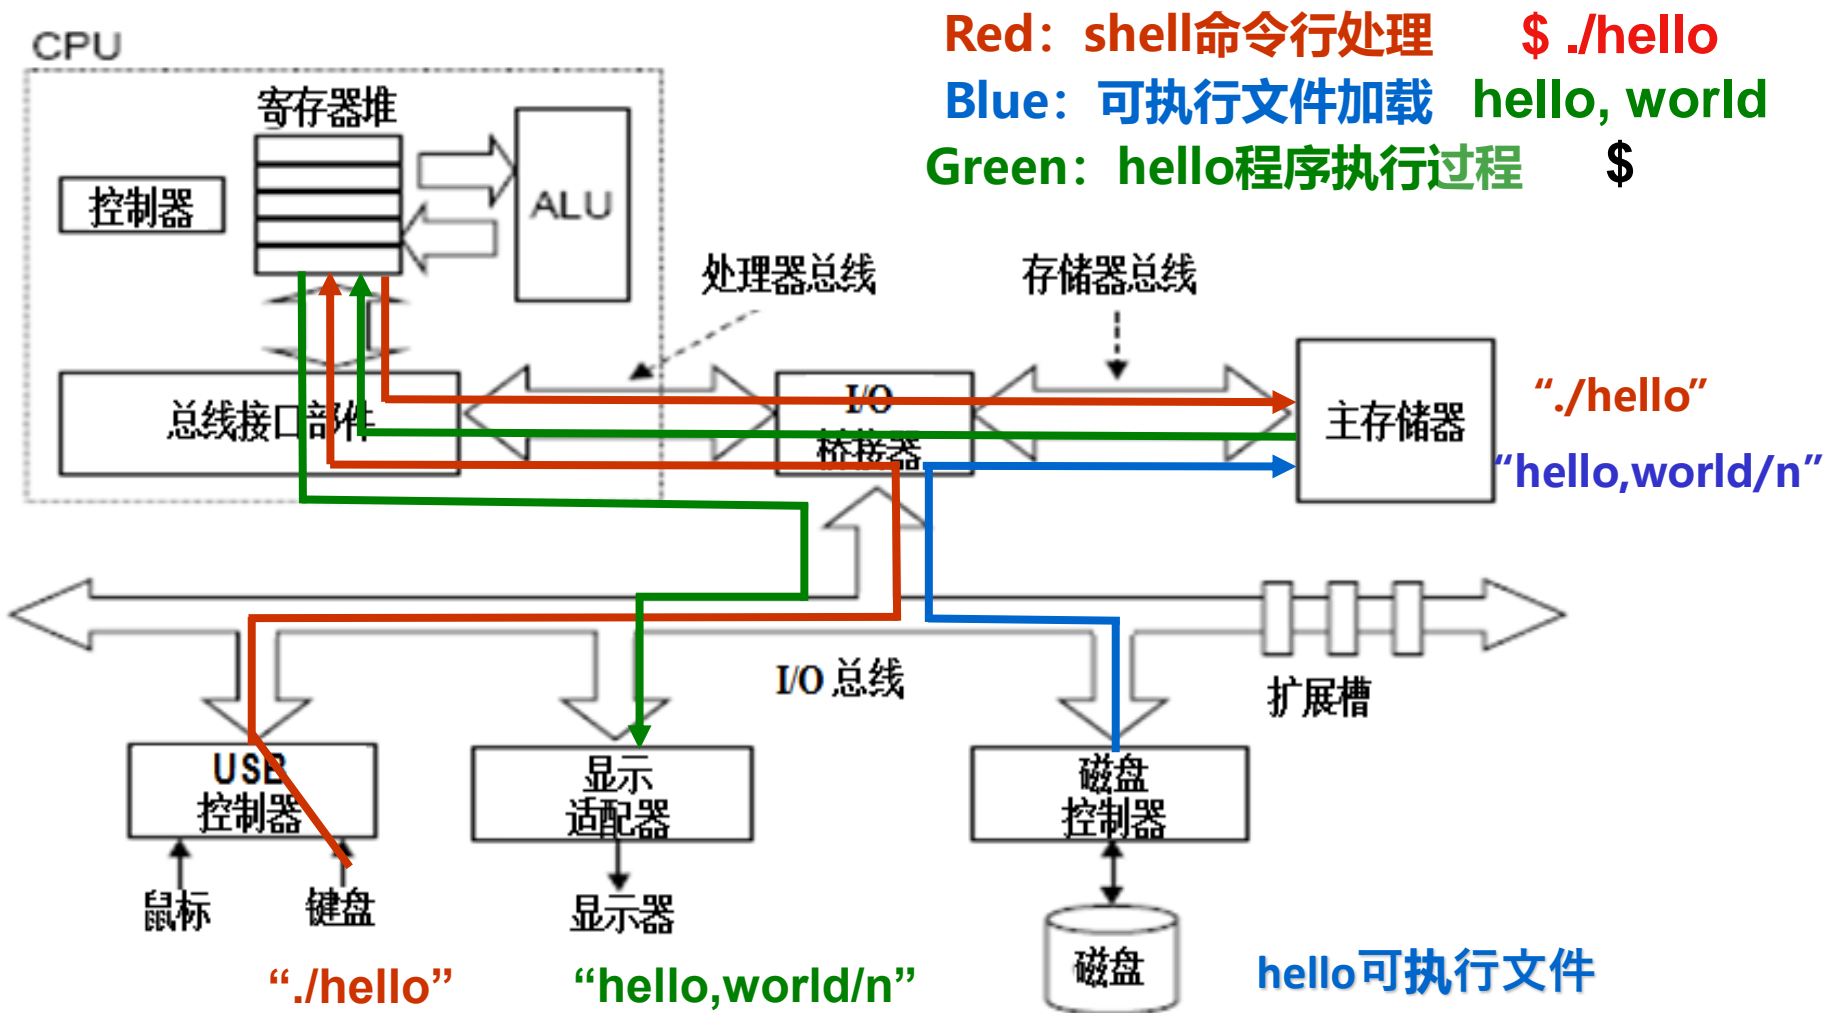 CPU
Red：shell命令行处理 $ ./hello
Blue：可执行文件加载 hello, world
Green：hello程序执行过程 $
寄存器堆
控制器
ALU
处理器总线
存储器总线
总线接口部件
I/O
桥接器
主存储器
“./hello”
“hello,world/n”
I/O 总线
扩展槽
USB
控制器
显示
适配器
磁盘
控制器
鼠标
键盘
显示器
磁盘
“./hello”
“hello,world/n”
hello可执行文件